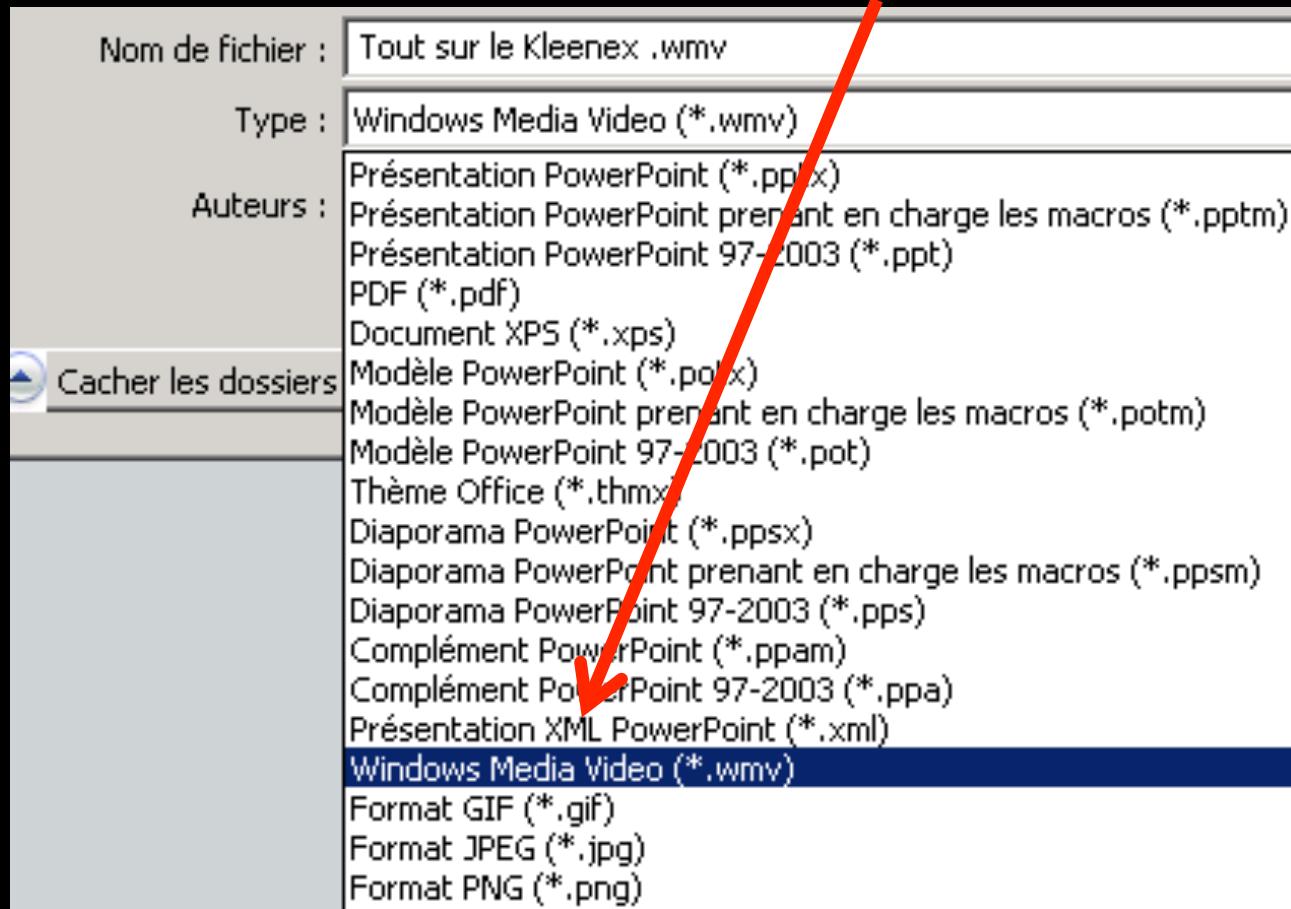 Nom de fichier : Tout sur le Kleenex .wmv
Type : Windows Media Video (*.wmv)
Auteurs :
Présentation PowerPoint (*.pptx)
Présentation PowerPoint prenant en charge les macros (*.pptm)
Présentation PowerPoint 97-2003 (*.ppt)
PDF (*.pdf)
Document XPS (*.xps)
Cacher les dossiers
Modèle PowerPoint (*.potx)
Modèle PowerPoint prenant en charge les macros (*.potm)
Modèle PowerPoint 97-2003 (*.pot)
Thème Office (*.thmx)
Diaporama PowerPoint (*.ppsx)
Diaporama PowerPoint prenant en charge les macros (*.ppsm)
Diaporama PowerPoint 97-2003 (*.pps)
Complément PowerPoint (*.ppam)
Complément PowerPoint 97-2003 (*.ppa)
Présentation XML PowerPoint (*.xml)
Windows Media Video (*.wmv)
Format GIF (*.gif)
Format JPEG (*.jpg)
Format PNG (*.png)